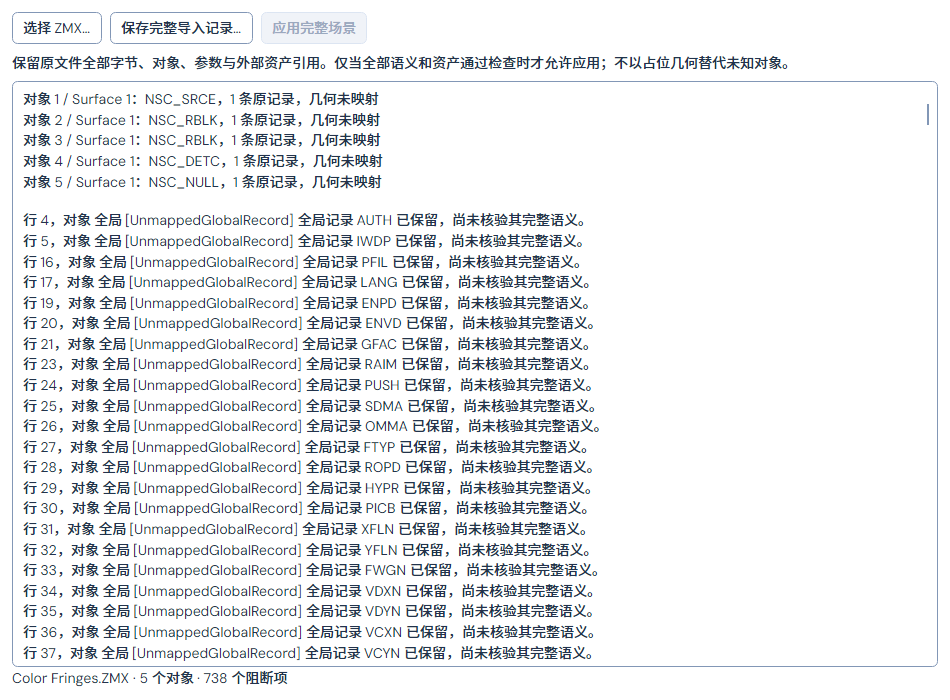 选择 ZMX... 保存完整导入记录... 应用完整场景
保留原文件全部字节、对象、参数与外部资产引用。仅当全部语义和资产通过检查时才允许应用；不以占位几何替代未知对象。
对象 1 / Surface 1：NSC_SRCE，1 条原记录，几何未映射
对象 2 / Surface 1：NSC_RBLK，1 条原记录，几何未映射
对象 3 / Surface 1：NSC_RBLK，1 条原记录，几何未映射
对象 4 / Surface 1：NSC_DETC，1 条原记录，几何未映射
对象 5 / Surface 1：NSC_NULL，1 条原记录，几何未映射
行 4，对象 全局 [UnmappedGlobalRecord] 全局记录 AUTH 已保留，尚未核验其完整语义。
行 5，对象 全局 [UnmappedGlobalRecord] 全局记录 IWDP 已保留，尚未核验其完整语义。
行 16，对象 全局 [UnmappedGlobalRecord] 全局记录 PFIL 已保留，尚未核验其完整语义。
行 17，对象 全局 [UnmappedGlobalRecord] 全局记录 LANG 已保留，尚未核验其完整语义。
行 19，对象 全局 [UnmappedGlobalRecord] 全局记录 ENPD 已保留，尚未核验其完整语义。
行 20，对象 全局 [UnmappedGlobalRecord] 全局记录 ENVD 已保留，尚未核验其完整语义。
行 21，对象 全局 [UnmappedGlobalRecord] 全局记录 GFAC 已保留，尚未核验其完整语义。
行 23，对象 全局 [UnmappedGlobalRecord] 全局记录 RAIM 已保留，尚未核验其完整语义。
行 24，对象 全局 [UnmappedGlobalRecord] 全局记录 PUSH 已保留，尚未核验其完整语义。
行 25，对象 全局 [UnmappedGlobalRecord] 全局记录 SDMA 已保留，尚未核验其完整语义。
行 26，对象 全局 [UnmappedGlobalRecord] 全局记录 OMMA 已保留，尚未核验其完整语义。
行 27，对象 全局 [UnmappedGlobalRecord] 全局记录 FTYP 已保留，尚未核验其完整语义。
行 28，对象 全局 [UnmappedGlobalRecord] 全局记录 ROPD 已保留，尚未核验其完整语义。
行 29，对象 全局 [UnmappedGlobalRecord] 全局记录 HYPR 已保留，尚未核验其完整语义。
行 30，对象 全局 [UnmappedGlobalRecord] 全局记录 PICB 已保留，尚未核验其完整语义。
行 31，对象 全局 [UnmappedGlobalRecord] 全局记录 XFLN 已保留，尚未核验其完整语义。
行 32，对象 全局 [UnmappedGlobalRecord] 全局记录 YFLN 已保留，尚未核验其完整语义。
行 33，对象 全局 [UnmappedGlobalRecord] 全局记录 FWGN 已保留，尚未核验其完整语义。
行 34，对象 全局 [UnmappedGlobalRecord] 全局记录 VDXN 已保留，尚未核验其完整语义。
行 35，对象 全局 [UnmappedGlobalRecord] 全局记录 VDYN 已保留，尚未核验其完整语义。
行 36，对象 全局 [UnmappedGlobalRecord] 全局记录 VCXN 已保留，尚未核验其完整语义。
行 37，对象 全局 [UnmappedGlobalRecord] 全局记录 VCYN 已保留，尚未核验其完整语义。
Color Fringes.ZMX · 5 个对象 · 738 个阻断项